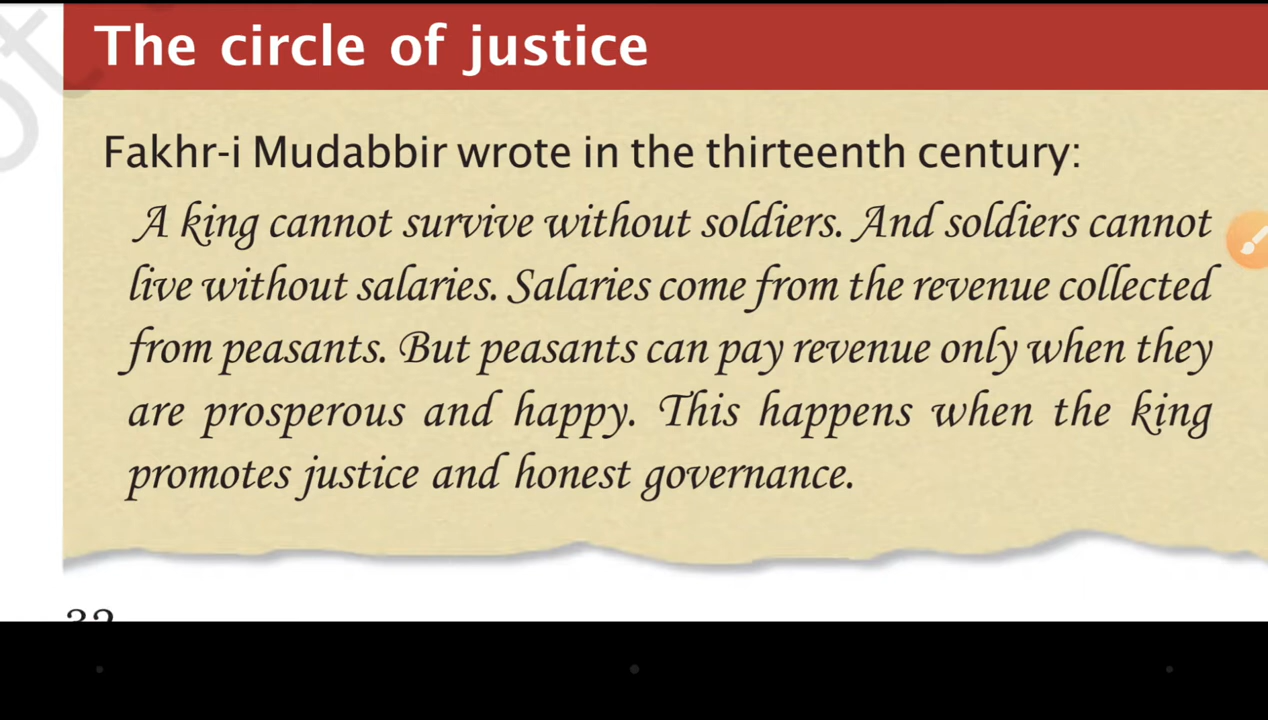 The circle of justice
Fakhr-i Mudabbir wrote in the thirteenth century:
A king cannot survive without soldiers. And soldiers cannot
live without salaries. Salaries come from the revenue collected
from peasants. But peasants can pay revenue only when they
are prosperous and happy. This happens when the king
promotes justice and honest governance.
32